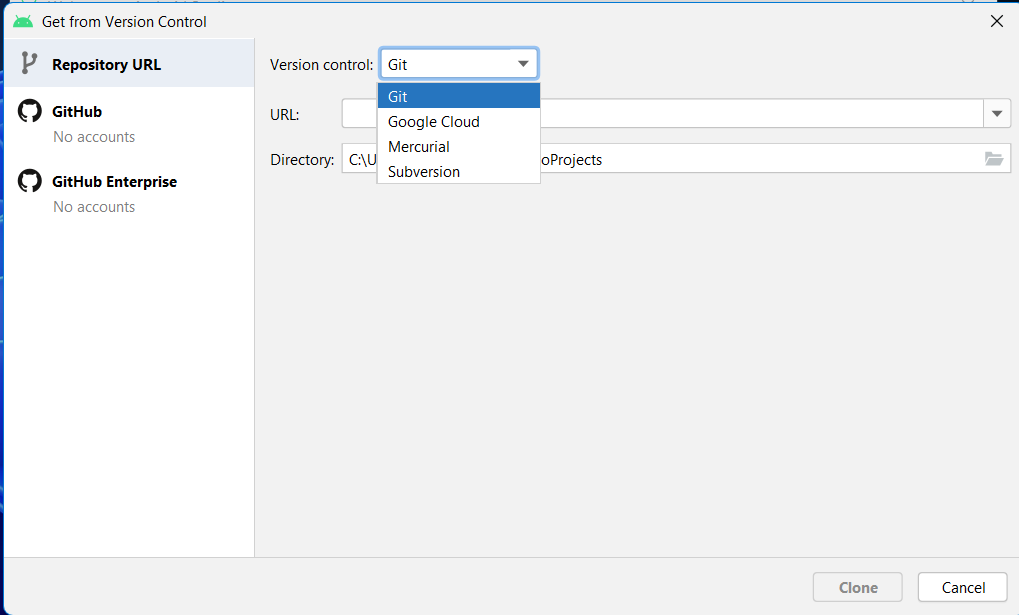 Get from Version Control
Repository URL
GitHub
No accounts
GitHub Enterprise
No accounts
Version control: Git
Git
Google Cloud
Mercurial
Subversion
URL:
Directory: C:\U oProjects
Clone
Cancel